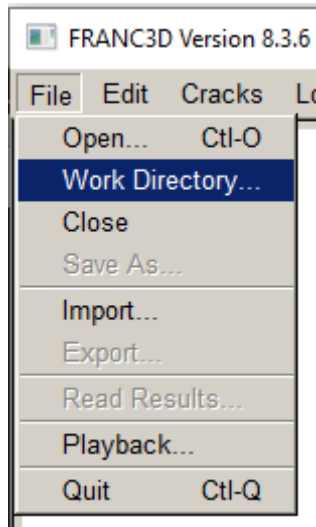 FRANC3D Version 8.3.6
File Edit Cracks
Open... Ctl-O
Work Directory...
Close
Save As...
Import...
Export...
Read Results...
Playback...
Quit Ctl-Q